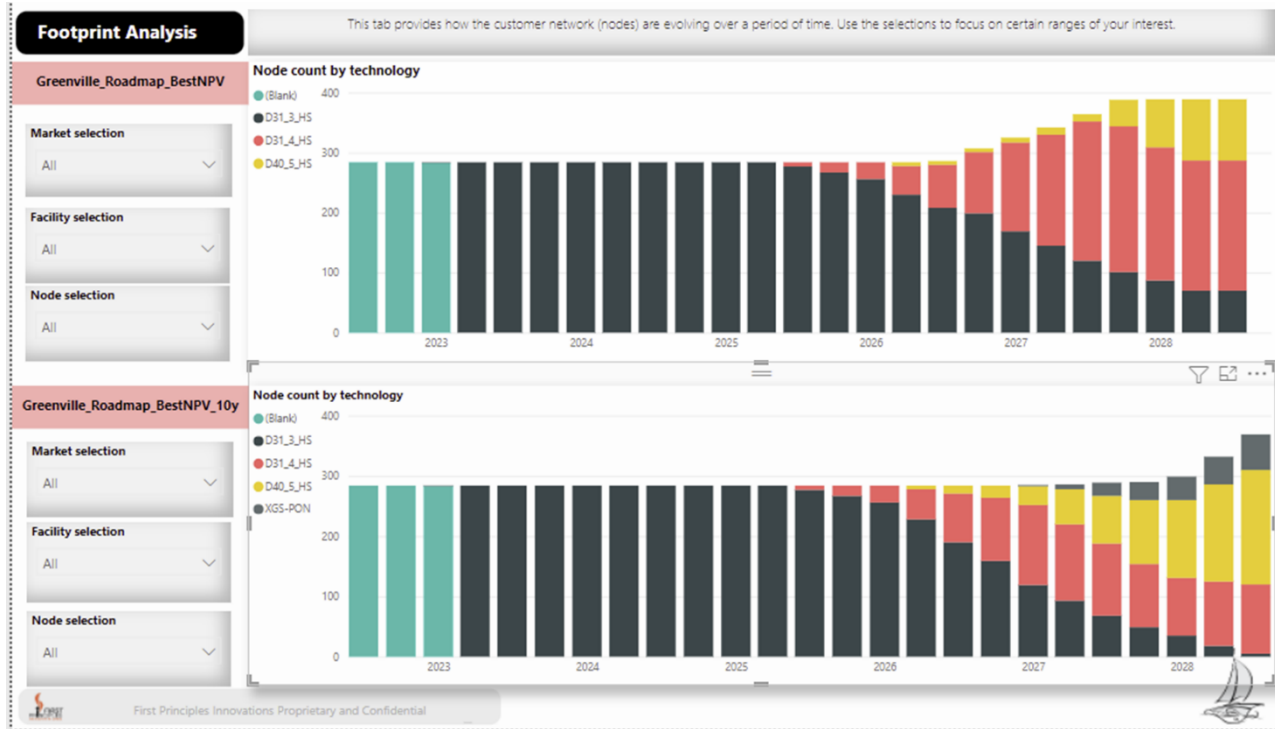 Footprint Analysis
This tab provides how the customer network (nodes) are evolving over a period of time. Use the selections to focus on certain ranges of your interest.
Greenville_Roadmap_BestNPV
Market selection
All
Facility selection
All
Node selection
All
Node count by technology
(Blank)
D31_3_HS
D31_4_HS
D40_5_HS
400
300
200
100
0
2023
2024
2025
2026
2027
2028
Greenville_Roadmap_BestNPV_10y
Market selection
All
Facility selection
All
Node selection
All
Node count by technology
(Blank)
D31_3_HS
D31_4_HS
D40_5_HS
XGS-PON
400
300
200
100
0
2023
2024
2025
2026
2027
2028
First Principles Innovations Proprietary and Confidential